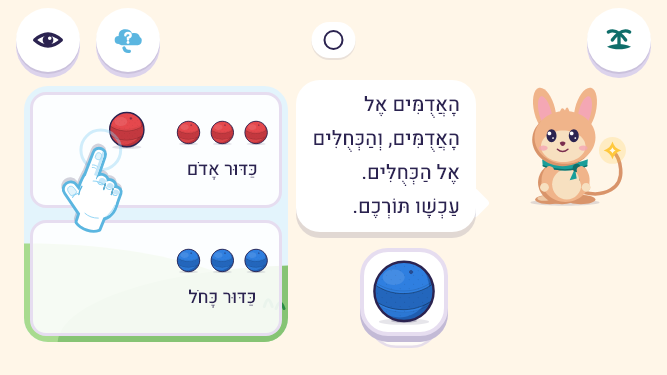 ?
הָאֲדֻמִּים אֶל
הָאֲדֻמִּים, וְהַכְּחֻלִּים
אֶל הַכְּחֻלִּים.
עַכְשָׁו תּוֹרְכֶם.
כַּדּוּר אָדֹם
כַּדּוּר כָּחֹל